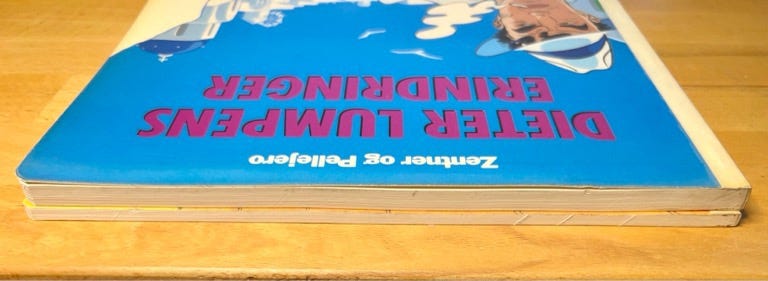 Zentner og Pellejero
DIETER LUMPENS
ERINDRINGER